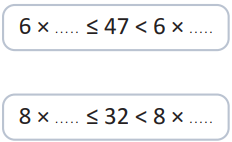 6 × ..... ≤ 47 < 6 × .....
8 × ..... ≤ 32 < 8 × .....